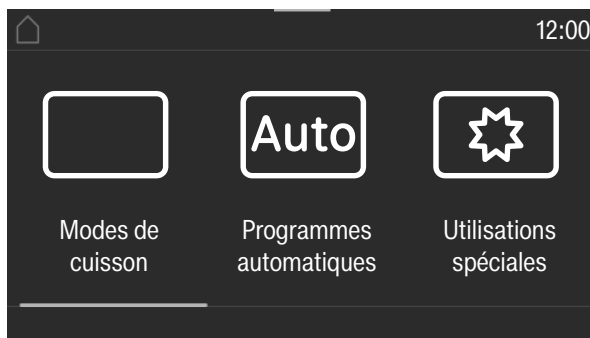 12:00
Auto
Modes de
cuisson
Programmes
automatiques
Utilisations
spéciales